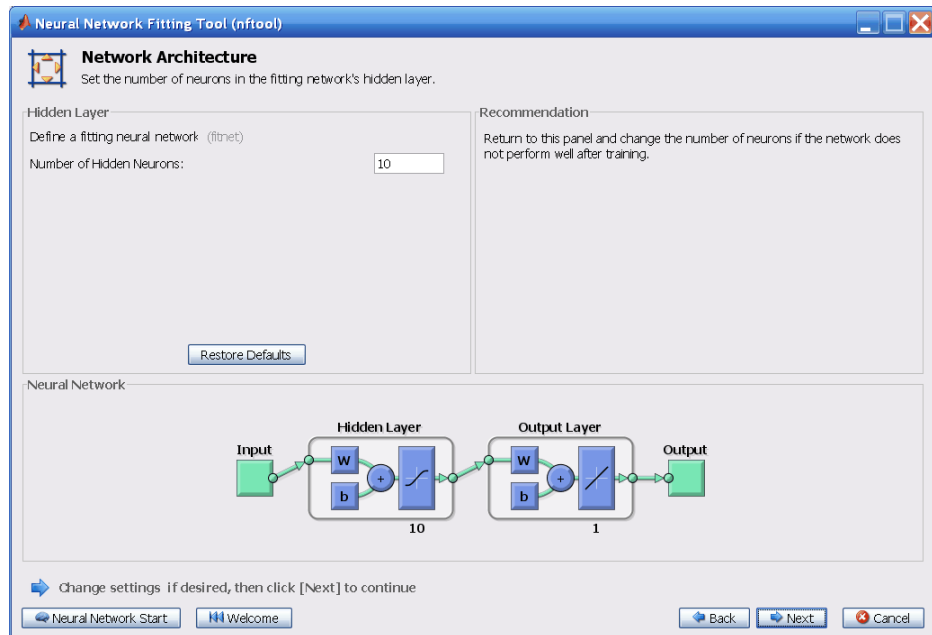 Neural Network Fitting Tool (nftool)
Network Architecture
Set the number of neurons in the fitting network's hidden layer.
Hidden Layer
Define a fitting neural network (fitnet)
Number of Hidden Neurons: 10
Restore Defaults
Recommendation
Return to this panel and change the number of neurons if the network does
not perform well after training.
Neural Network
Hidden Layer Output Layer
Input Output
W W
+ +
b b
10 1
Change settings if desired, then click [Next] to continue
Neural Network Start Welcome Back Next Cancel